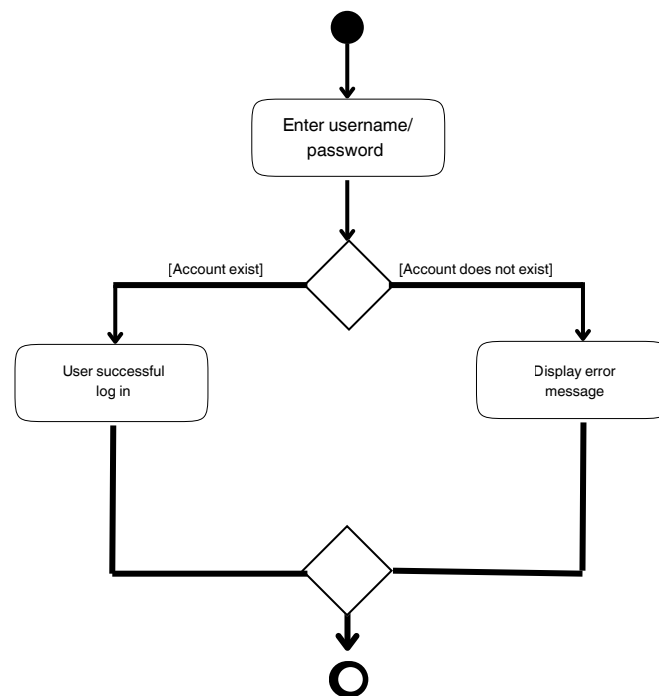 Enter username/
password
[Account exist]
[Account does not exist]
User successful
log in
Display error
message